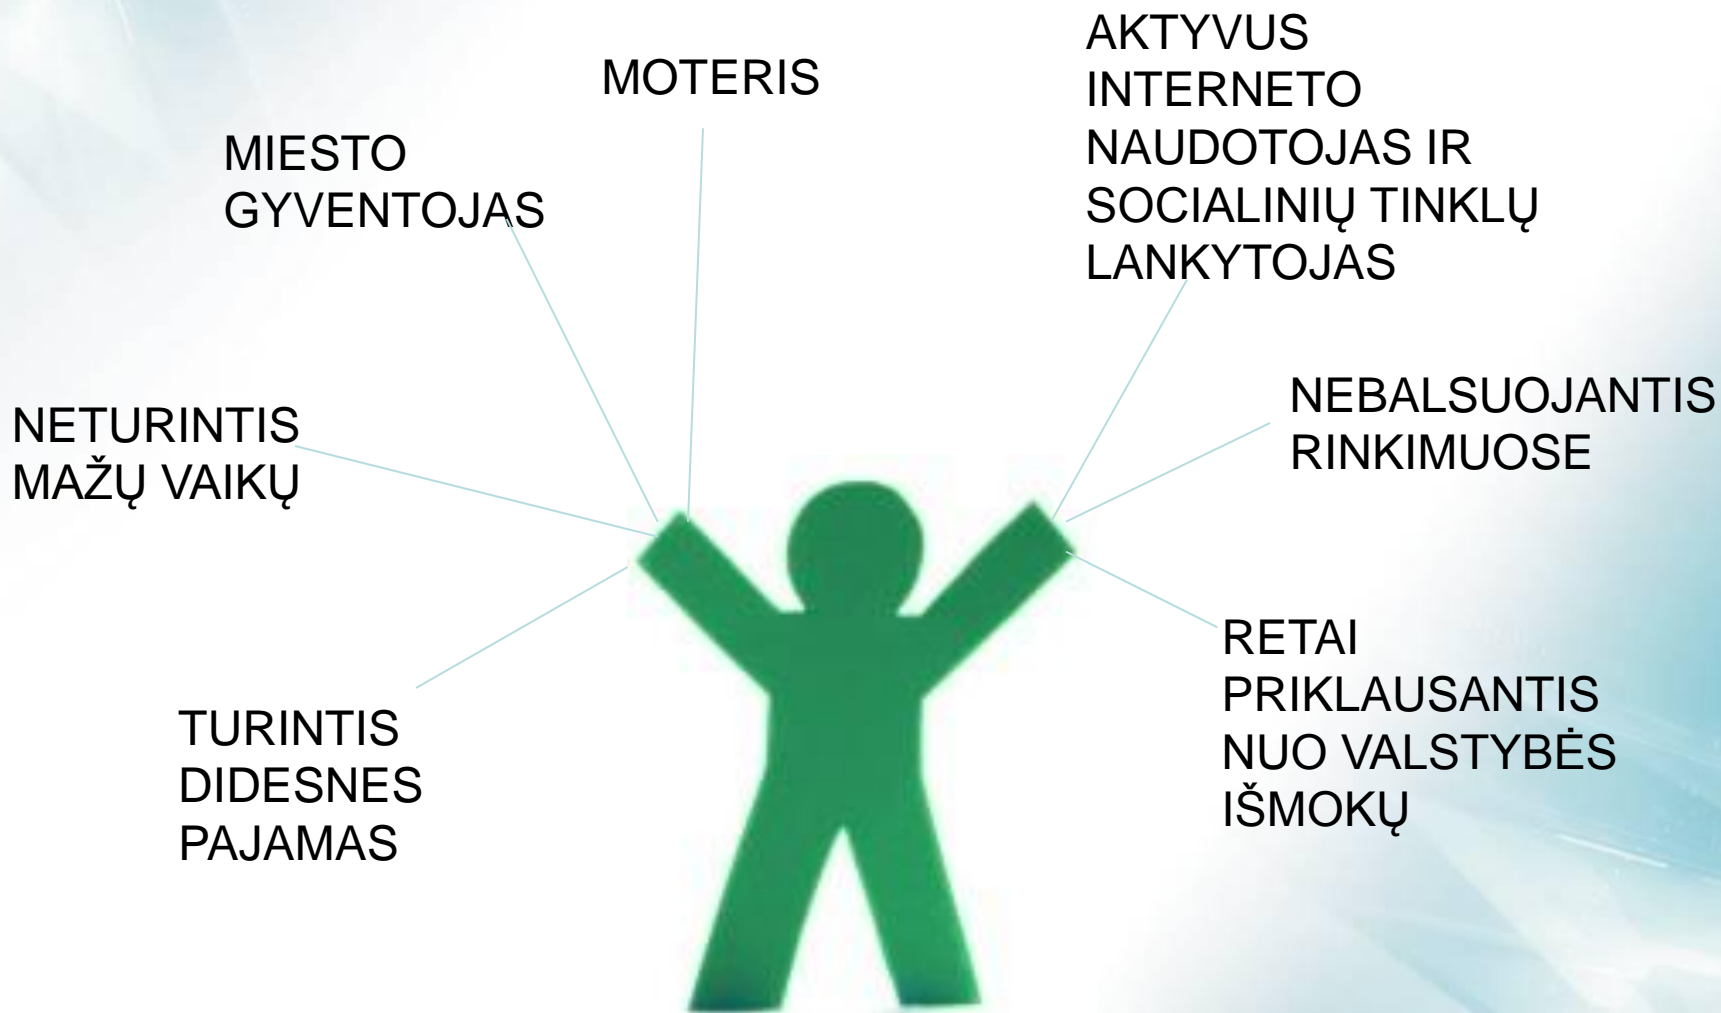 MOTERIS
MIESTO
GYVENTOJAS
NETURINTIS
MAŽŲ VAIKŲ
TURINTIS
DIDESNES
PAJAMAS
AKTYVUS
INTERNETO
NAUDOTOJAS IR
SOCIALINIŲ TINKLŲ
LANKYTOJAS
NEBALSUOJANTIS
RINKIMUOSE
RETAI
PRIKLAUSANTIS
NUO VALSTYBĖS
IŠMOKŲ